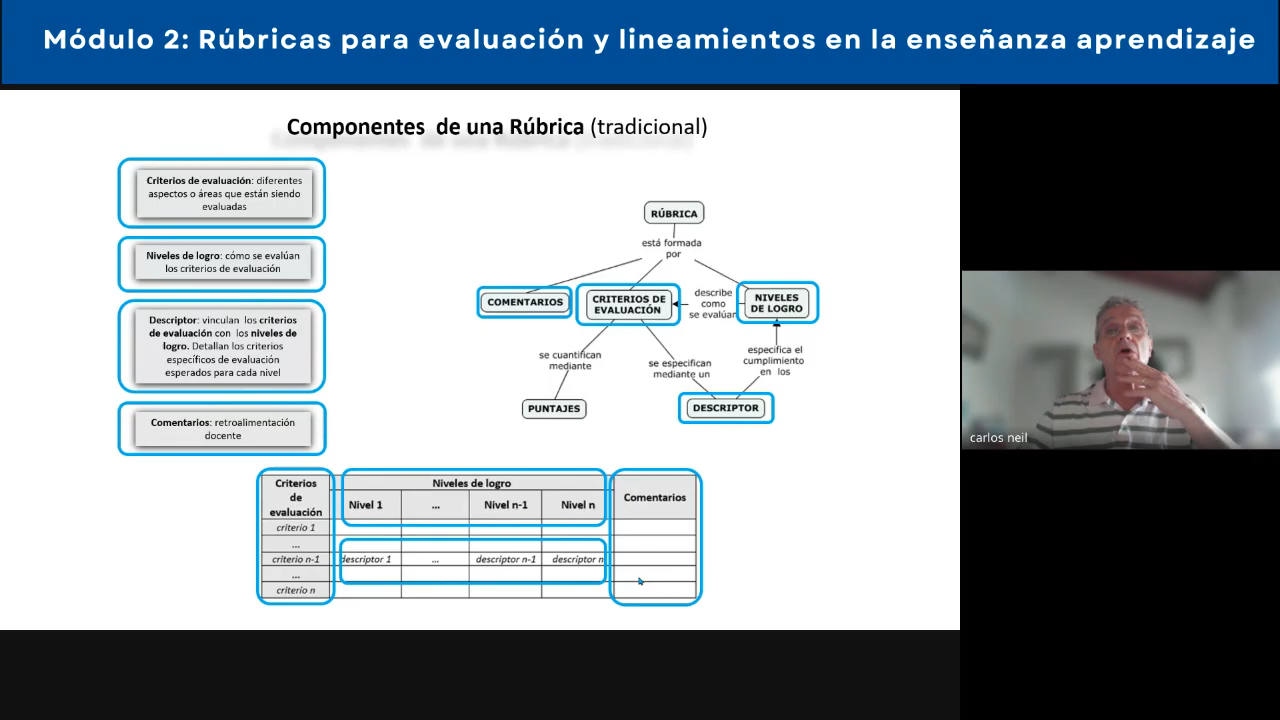 Módulo 2: Rúbricas para evaluación y lineamientos en la enseñanza aprendizaje
Componentes de una Rúbrica (tradicional)
Criterios de evaluación: diferentes
aspectos o áreas que están siendo
evaluadas
Niveles de logro: cómo se evalúan
los criterios de evaluación
Descriptor: vinculan los criterios
de evaluación con los niveles de
logro. Detallan los criterios
específicos de evaluación
esperados para cada nivel
Comentarios: retroalimentación
docente
RÚBRICA
está formada
por
COMENTARIOS
CRITERIOS DE
EVALUACIÓN
describe
como
se evalúan
NIVELES
DE LOGRO
se cuantifican
mediante
se especifican
mediante un
especifica el
cumplimiento
en los
PUNTAJES
DESCRIPTOR
Criterios
de
evaluación
Niveles de logro
Comentarios
Nivel 1 ... Nivel n-1 Nivel n
criterio 1
...
criterio n-1 descriptor 1 ... descriptor n-1 descriptor n
...
criterio n
carlos neil